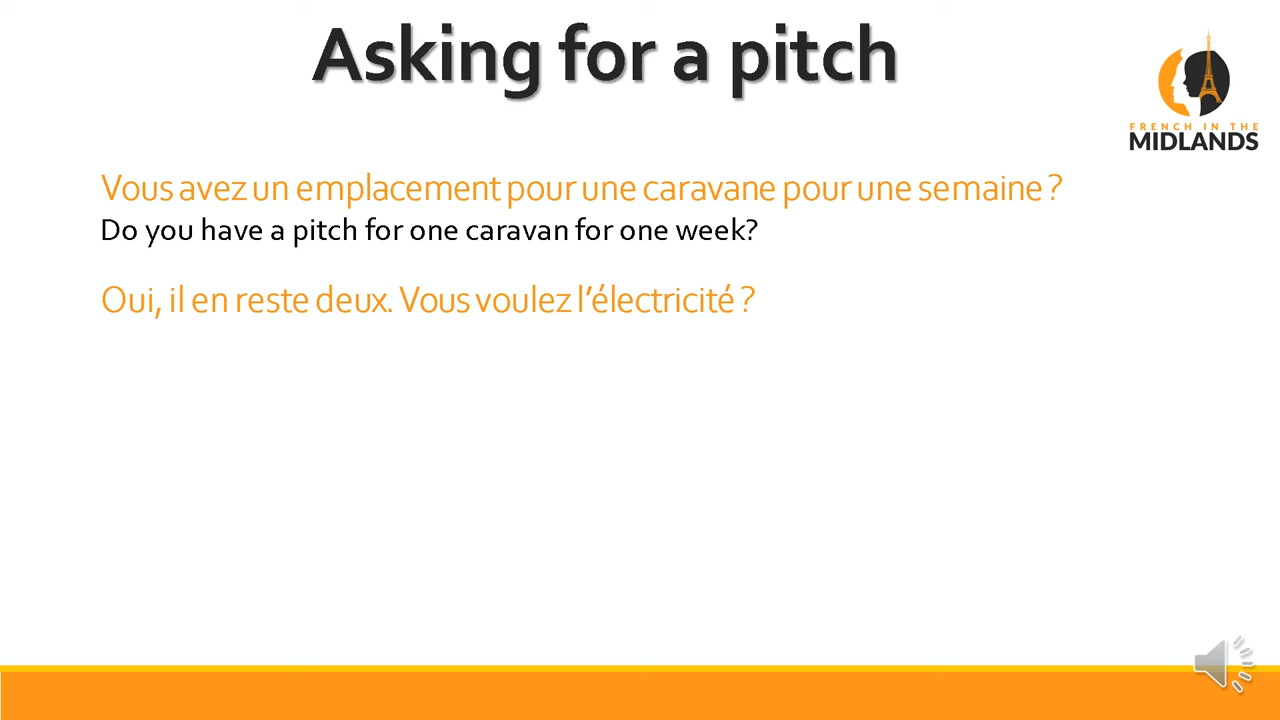 Asking for a pitch
FRENCH IN THE
MIDLANDS
Vous avez un emplacement pour une caravane pour une semaine ?
Do you have a pitch for one caravan for one week?
Oui, il en reste deux. Vous voulez l’électricité ?